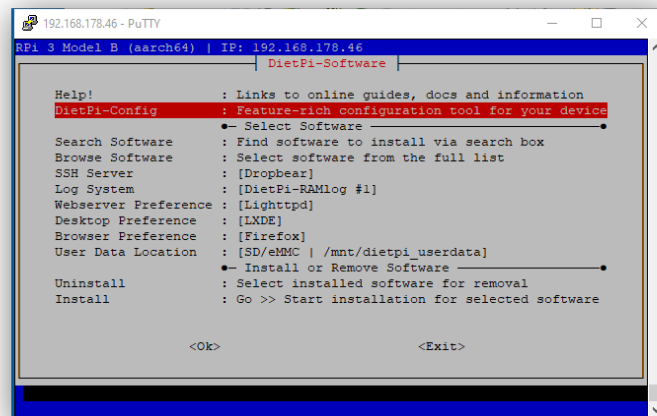 192.168.178.46 - PuTTY
RPi 3 Model B (aarch64) | IP: 192.168.178.46
DietPi-Software
Help! : Links to online guides, docs and information
DietPi-Config : Feature-rich configuration tool for your device
●─ Select Software ─●
Search Software : Find software to install via search box
Browse Software : Select software from the full list
SSH Server : [Dropbear]
Log System : [DietPi-RAMlog #1]
Webserver Preference : [Lighttpd]
Desktop Preference : [LXDE]
Browser Preference : [Firefox]
User Data Location : [SD/eMMC | /mnt/dietpi_userdata]
●─ Install or Remove Software ─●
Uninstall : Select installed software for removal
Install : Go >> Start installation for selected software
<Ok> <Exit>